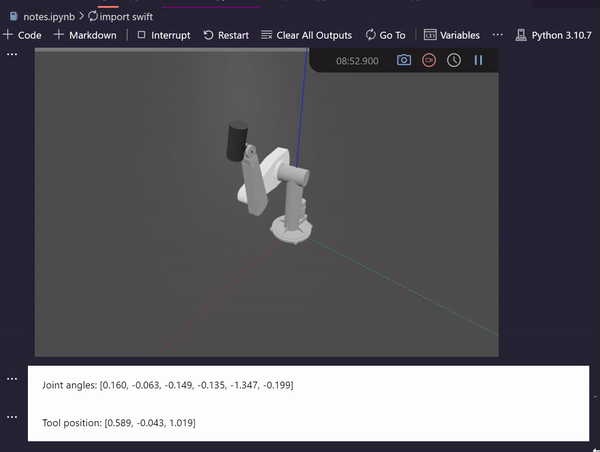 notes.ipynb > import swift
+ Code + Markdown Interrupt Restart Clear All Outputs Go To Variables ... Python 3.10.7
...
08:52.900
... Joint angles: [0.160, -0.063, -0.149, -0.135, -1.347, -0.199]
... Tool position: [0.589, -0.043, 1.019]